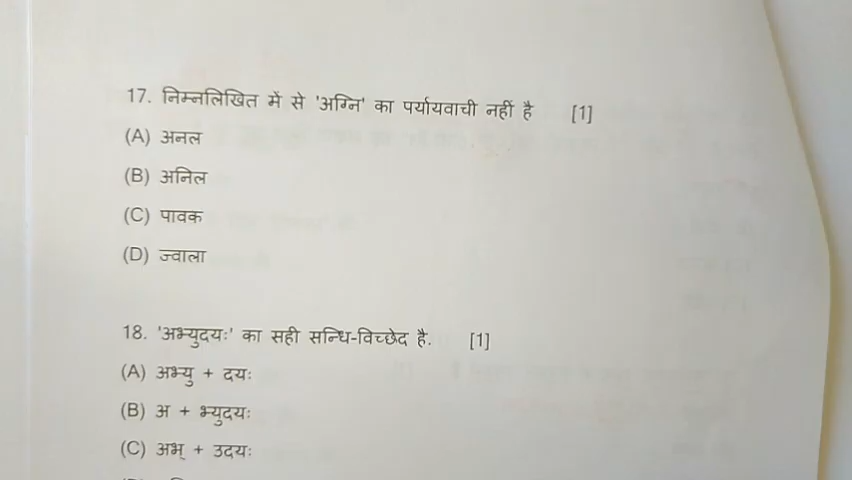 17. निम्नलिखित में से 'अग्नि' का पर्यायवाची नहीं है [1]
(A) अनल
(B) अनिल
(C) पावक
(D) ज्वाला
18. 'अभ्युदयः' का सही सन्धि-विच्छेद है. [1]
(A) अभ्यु + दयः
(B) अ + भ्युदयः
(C) अभ् + उदयः